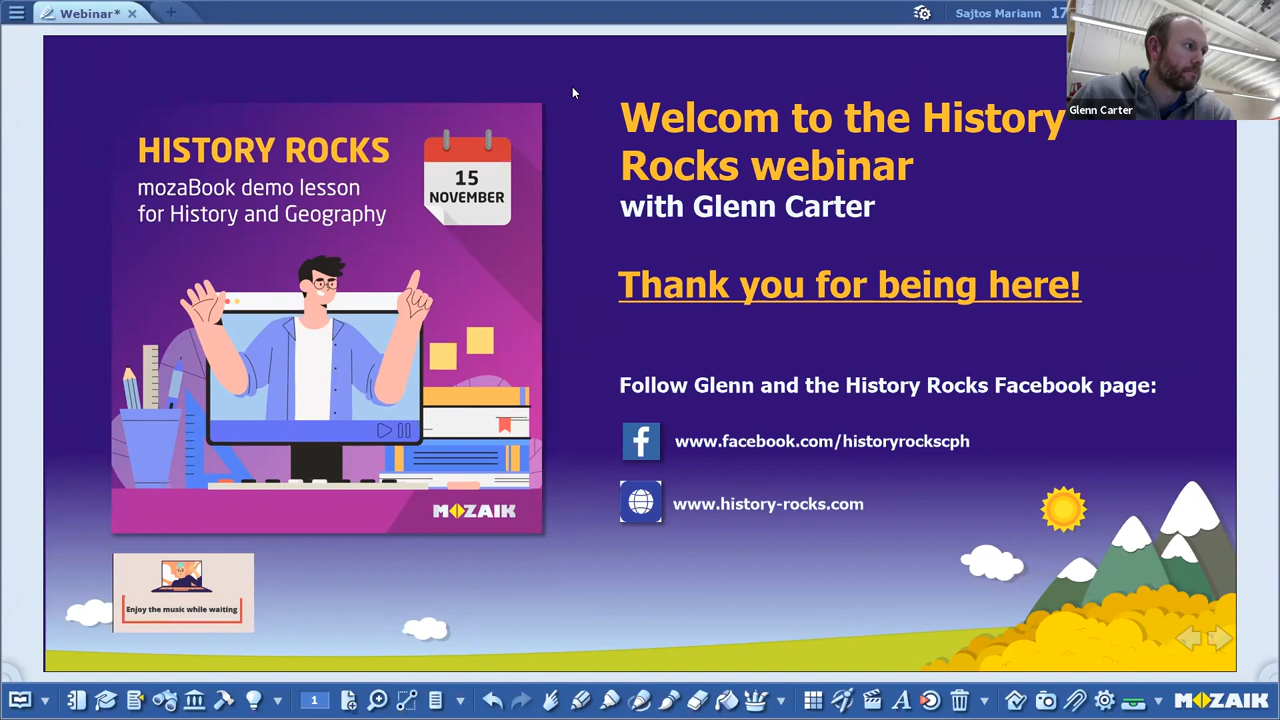 Webinar*
Sajtos Mariann
Glenn Carter
HISTORY ROCKS
mozaBook demo lesson
for History and Geography
15
NOVEMBER
MOZAIK
Enjoy the music while waiting
Welcom to the History
Rocks webinar
with Glenn Carter
Thank you for being here!
Follow Glenn and the History Rocks Facebook page:
www.facebook.com/historyrockscph
www.history-rocks.com
1
MOZAIK